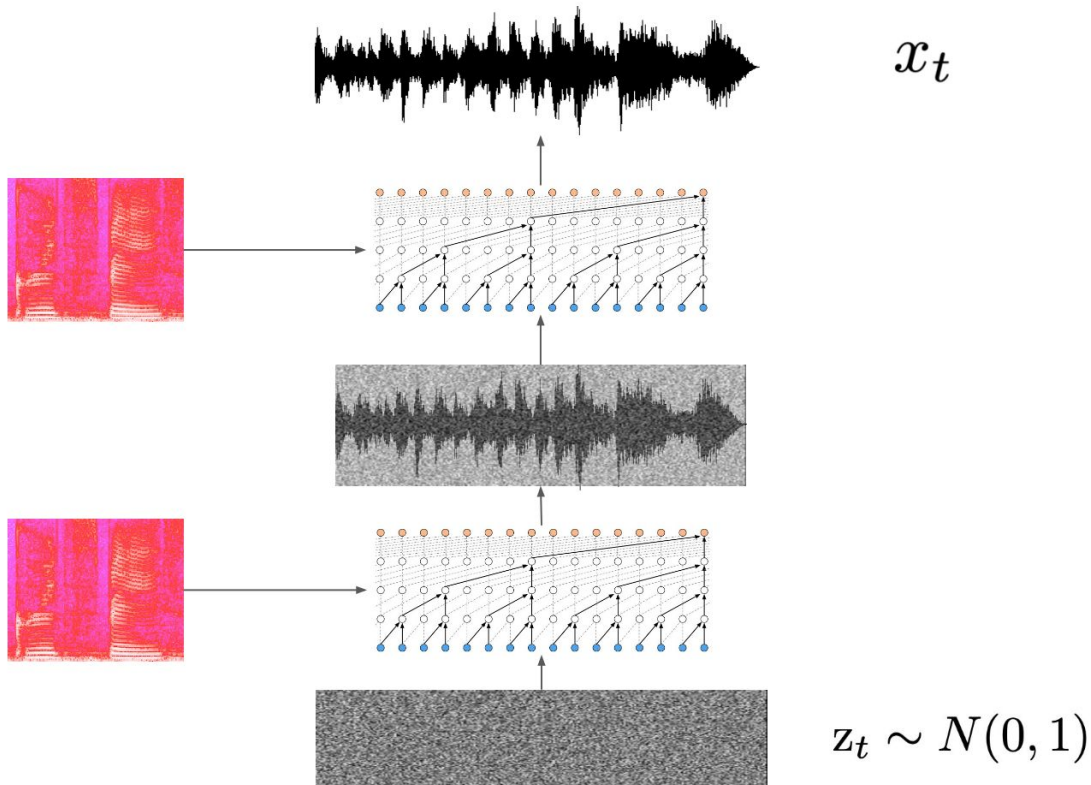 x_t
z_t ∼ N(0, 1)